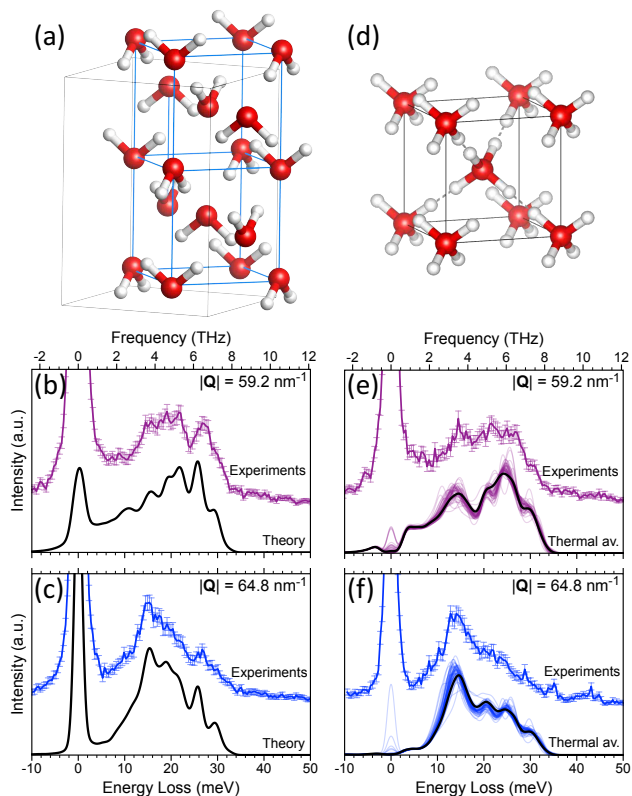 (a)
(d)
Frequency (THz)
-2 0 2 4 6 8 10 12
(b)
|Q| = 59.2 nm-1
Experiments
Theory
Intensity (a.u.)
(c)
|Q| = 64.8 nm-1
Experiments
Theory
Intensity (a.u.)
-10 0 10 20 30 40 50
Energy Loss (meV)
Frequency (THz)
-2 0 2 4 6 8 10 12
(e)
|Q| = 59.2 nm-1
Experiments
Thermal av.
(f)
|Q| = 64.8 nm-1
Experiments
Thermal av.
-10 0 10 20 30 40 50
Energy Loss (meV)